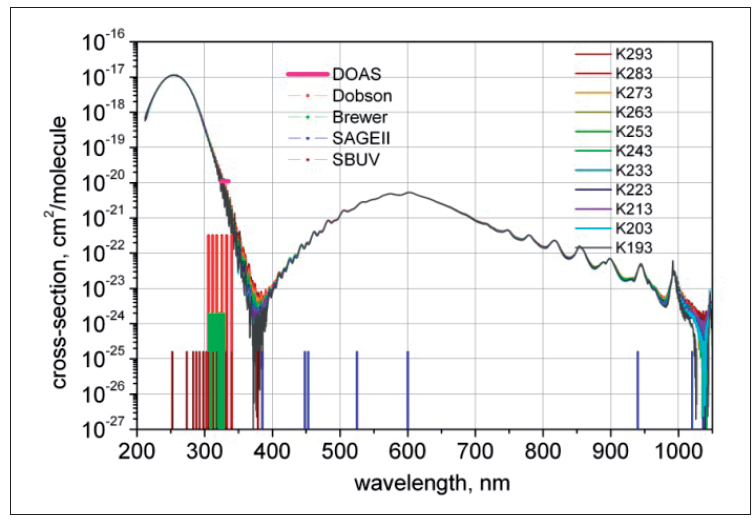 10-16
10-17
10-18
10-19
10-20
10-21
10-22
10-23
10-24
10-25
10-26
10-27
cross-section, cm2/molecule
DOAS
Dobson
Brewer
SAGEII
SBUV
K293
K283
K273
K263
K253
K243
K233
K223
K213
K203
K193
200 300 400 500 600 700 800 900 1000
wavelength, nm